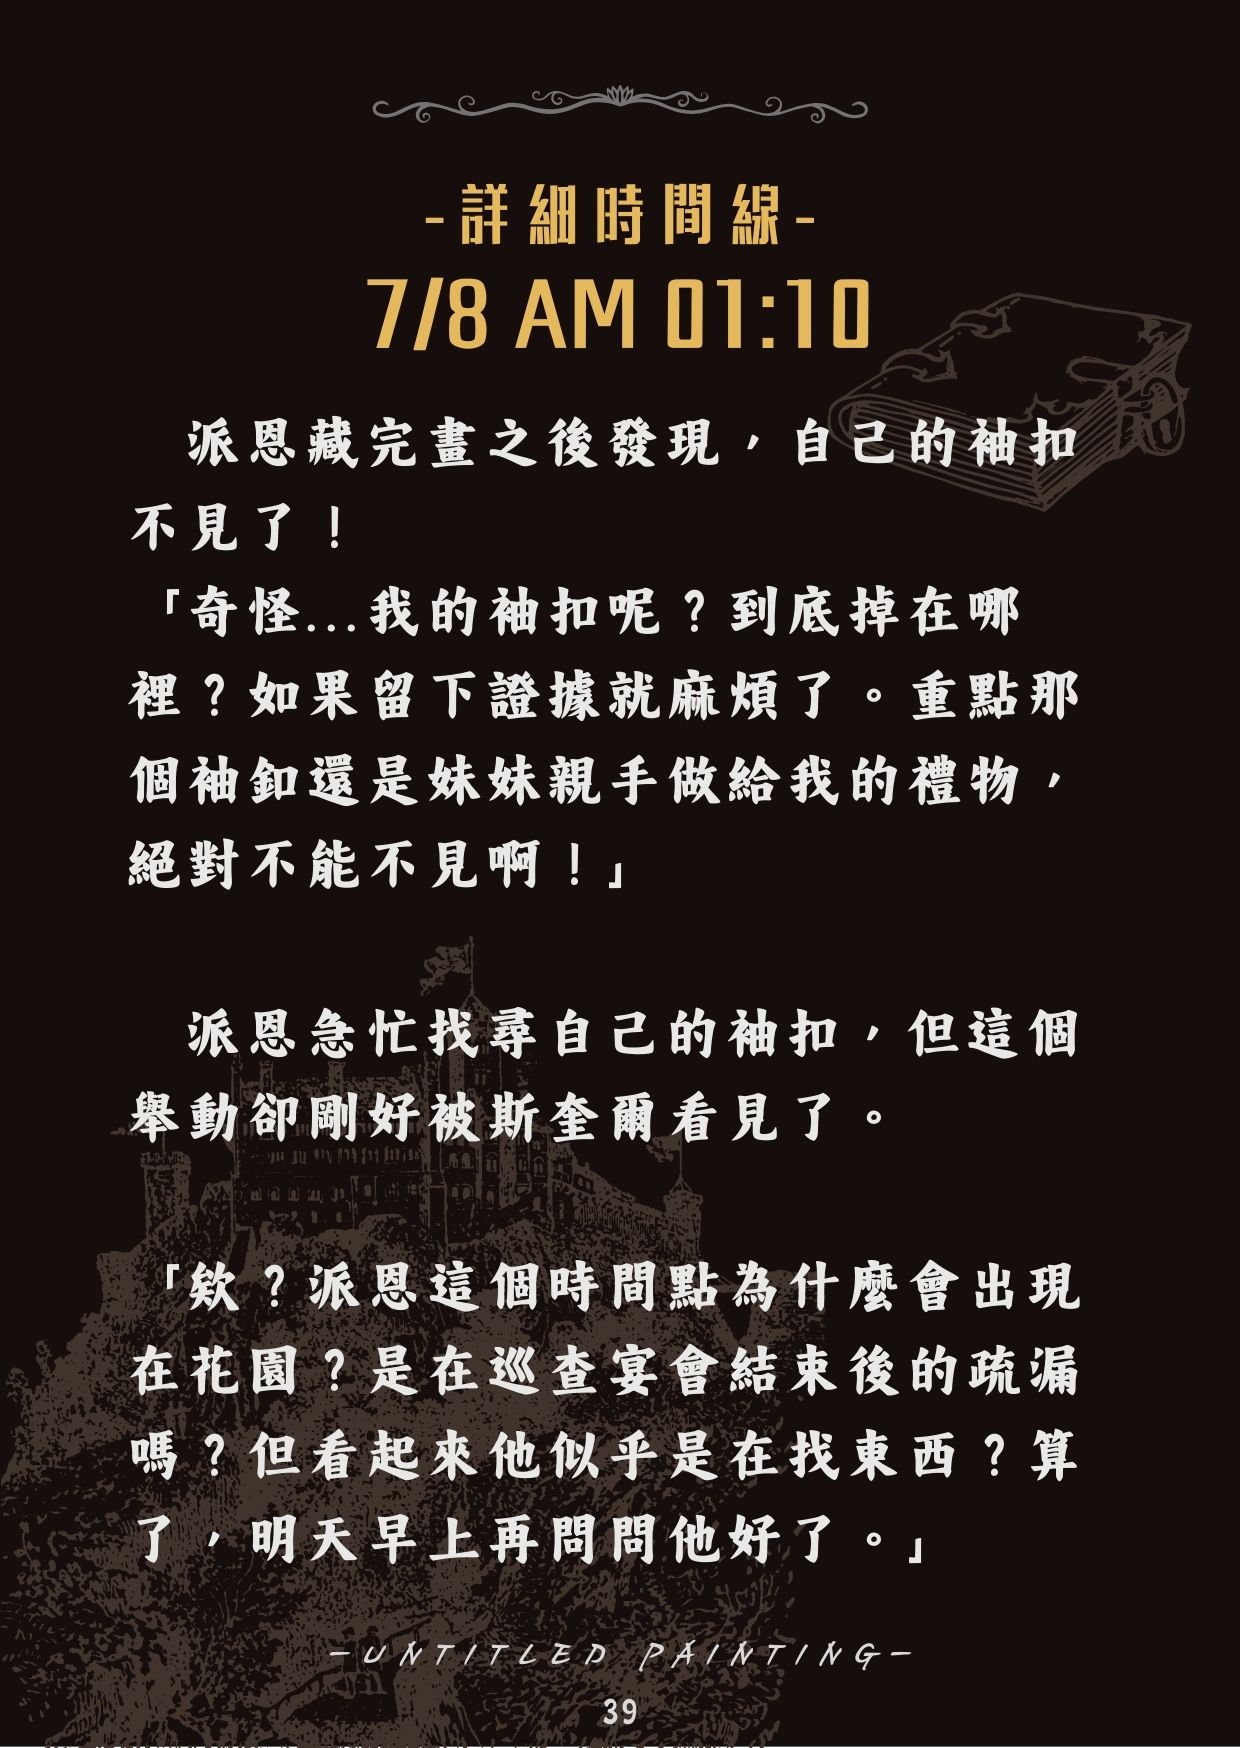 -詳細時間線-
7/8 AM 01:10
派恩藏完畫之後發現，自己的袖扣
不見了！
「奇怪...我的袖扣呢？到底掉在哪
裡？如果留下證據就麻煩了。重點那
個袖釦還是妹妹親手做給我的禮物，
絕對不能不見啊！」
派恩急忙找尋自己的袖扣，但這個
舉動卻剛好被斯奎爾看見了。
「欸？派恩這個時間點為什麼會出現
在花園？是在巡查宴會結束後的疏漏
嗎？但看起來他似乎是在找東西？算
了，明天早上再問問他好了。」
-UNTITLED PAINTING-
39